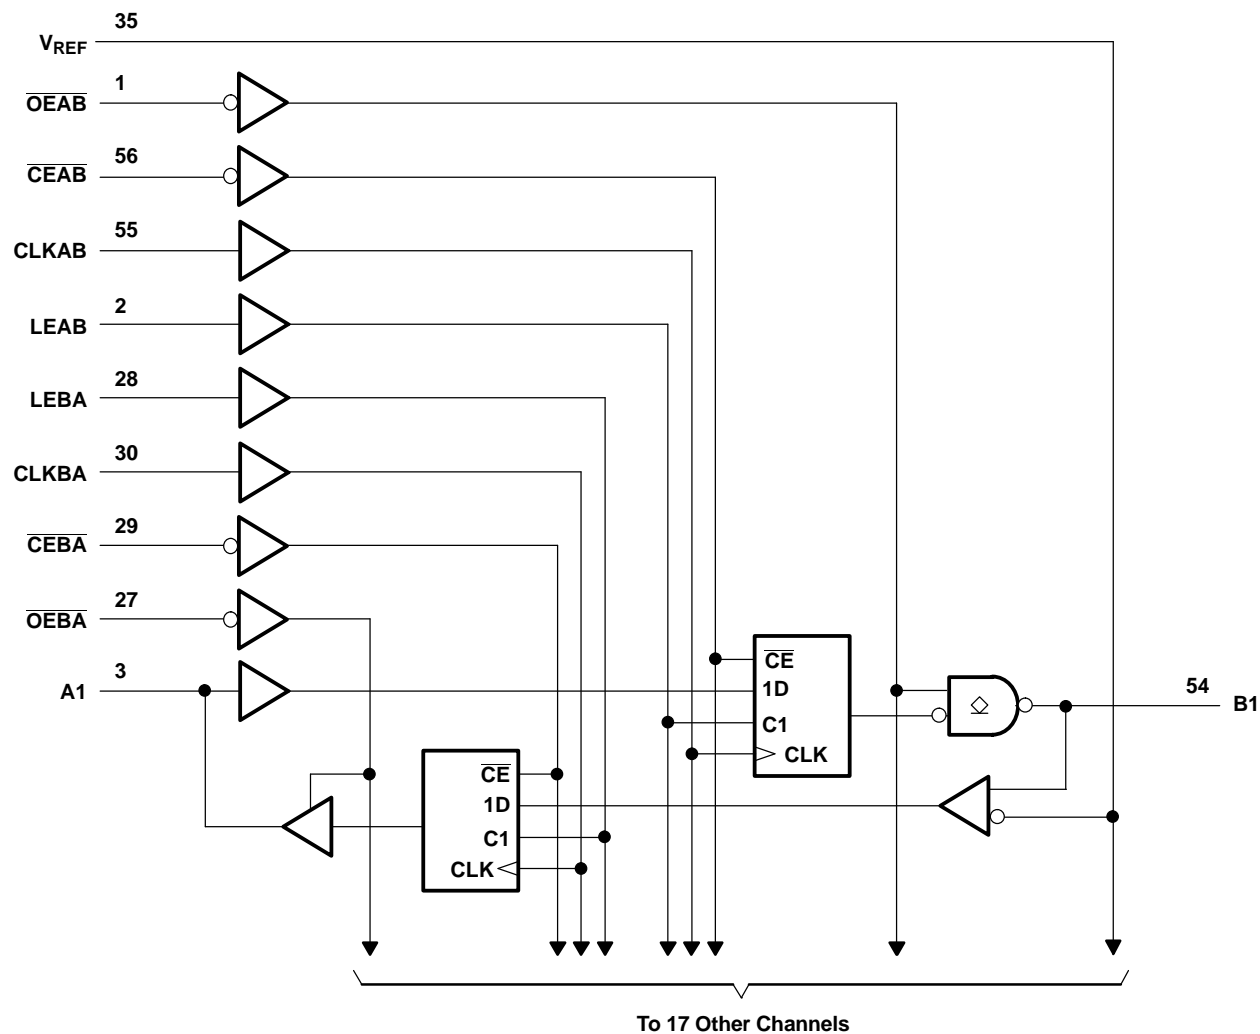 35
VREF
1
OEAB
56
CEAB
55
CLKAB
2
LEAB
28
LEBA
30
CLKBA
29
CEBA
27
OEBA
3
A1
CE
1D
C1
CLK
54
B1
CE
1D
C1
CLK
To 17 Other Channels